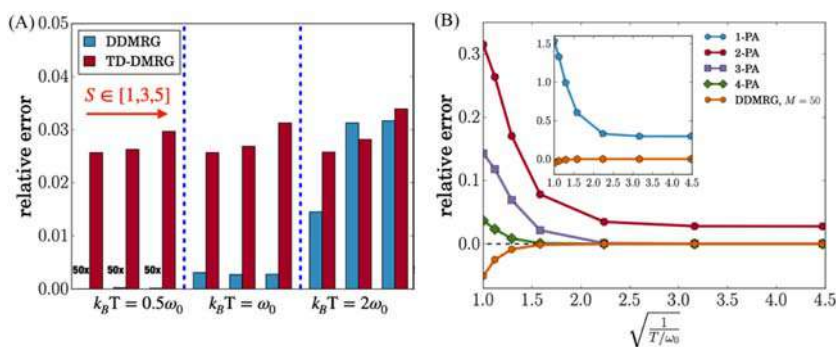 (A)
0.05
0.04
0.03
0.02
0.01
0.00
relative error
DDMRG
TD-DMRG
S ∈ [1,3,5]
50x 50x 50x
k_BT = 0.5ω₀ k_BT = ω₀ k_BT = 2ω₀
(B)
0.3
0.2
0.1
0.0
relative error
1.5
1.0
0.5
0.0
1.0 1.5 2.0 2.5 3.0 3.5 4.0 4.5
1-PA
2-PA
3-PA
4-PA
DDMRG, M = 50
1.0 1.5 2.0 2.5 3.0 3.5 4.0 4.5
√(1/(T/ω₀))